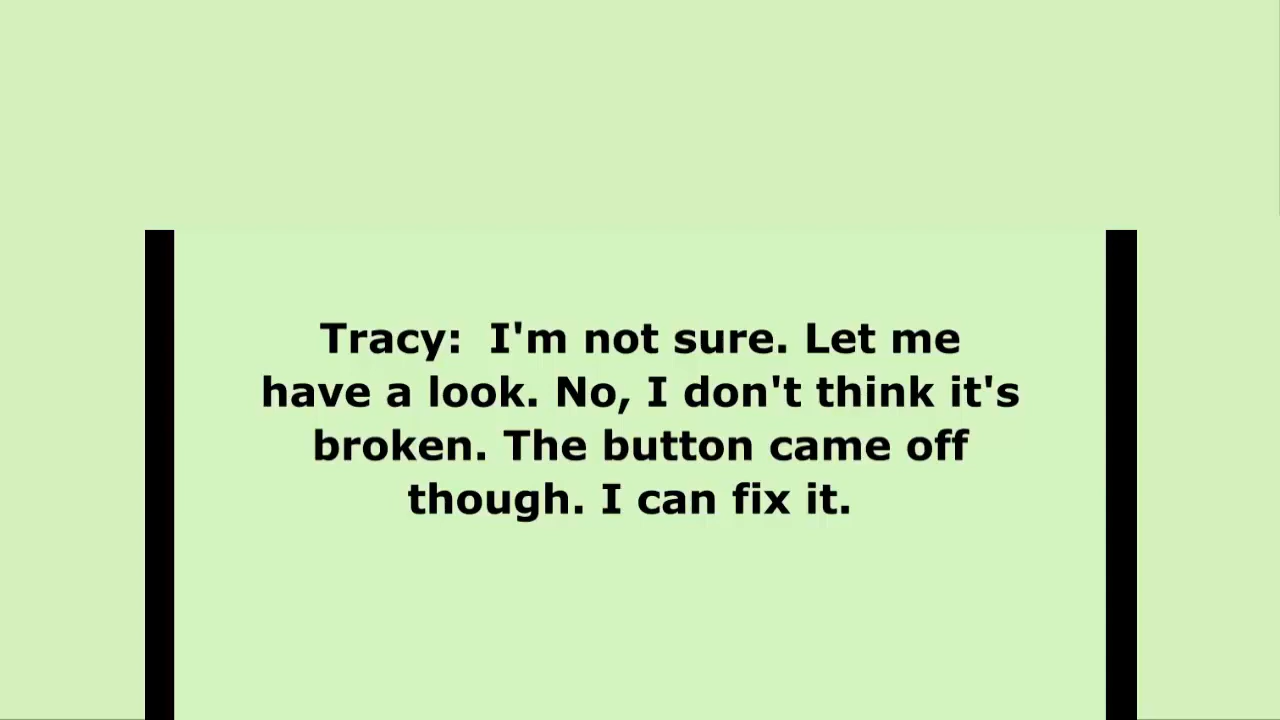 Tracy:  I'm not sure. Let me
have a look. No, I don't think it's
broken. The button came off
though. I can fix it.